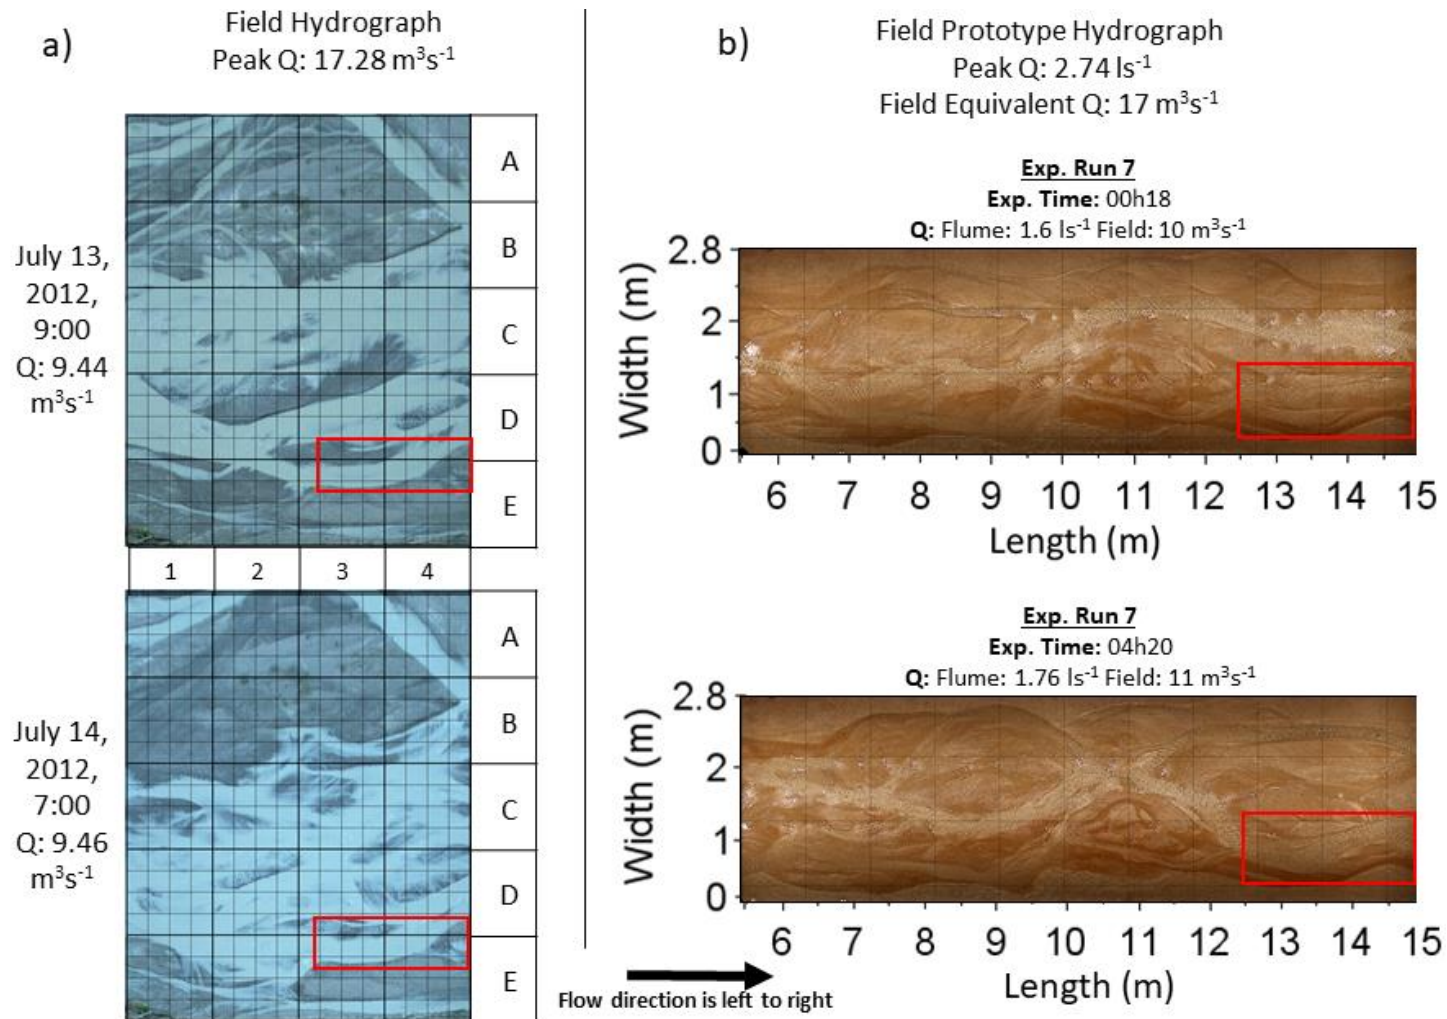 a)
Field Hydrograph
Peak Q: 17.28 m³s⁻¹
July 13,
2012,
9:00
Q: 9.44
m³s⁻¹
A
B
C
D
E
1 2 3 4
July 14,
2012,
7:00
Q: 9.46
m³s⁻¹
A
B
C
D
E
b)
Field Prototype Hydrograph
Peak Q: 2.74 ls⁻¹
Field Equivalent Q: 17 m³s⁻¹
Exp. Run 7
Exp. Time: 00h18
Q: Flume: 1.6 ls⁻¹ Field: 10 m³s⁻¹
Width (m)
2.8
2
1
0
6 7 8 9 10 11 12 13 14 15
Length (m)
Exp. Run 7
Exp. Time: 04h20
Q: Flume: 1.76 ls⁻¹ Field: 11 m³s⁻¹
Width (m)
2.8
2
1
0
6 7 8 9 10 11 12 13 14 15
Length (m)
Flow direction is left to right